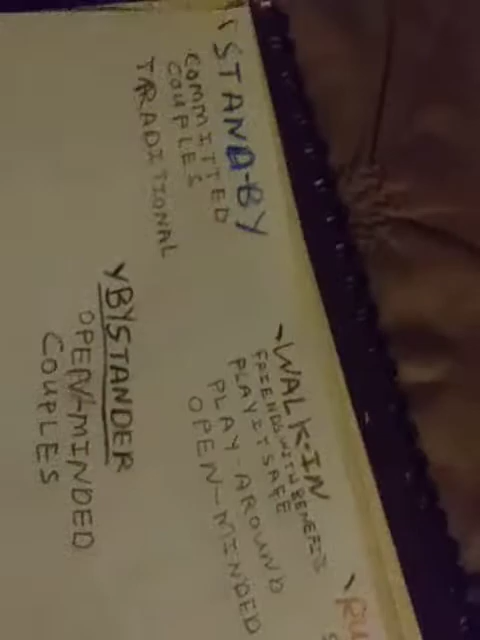 STAND-BY
COMMITTED
COUPLES
TRADITIONAL
WALK-IN
FRIENDS WITH BENEFITS
PLAY IT SAFE
PLAY-AROUND
OPEN-MINDED
BYSTANDER
OPEN-MINDED
COUPLES